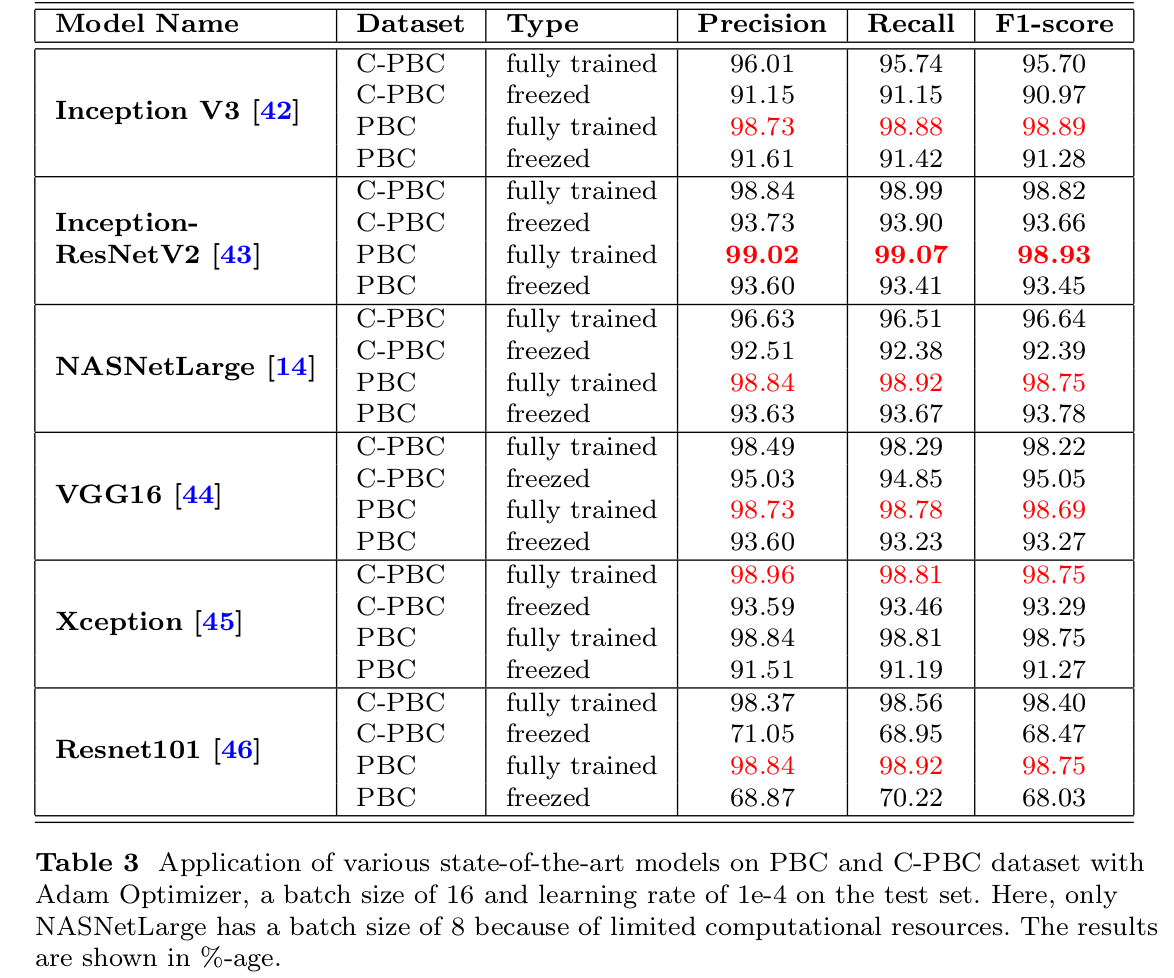 Model Name Dataset Type Precision Recall F1-score
Inception V3 [42]
C-PBC fully trained 96.01 95.74 95.70
C-PBC freezed 91.15 91.15 90.97
PBC fully trained 98.73 98.88 98.89
PBC freezed 91.61 91.42 91.28
Inception-
ResNetV2 [43]
C-PBC fully trained 98.84 98.99 98.82
C-PBC freezed 93.73 93.90 93.66
PBC fully trained 99.02 99.07 98.93
PBC freezed 93.60 93.41 93.45
NASNetLarge [14]
C-PBC fully trained 96.63 96.51 96.64
C-PBC freezed 92.51 92.38 92.39
PBC fully trained 98.84 98.92 98.75
PBC freezed 93.63 93.67 93.78
VGG16 [44]
C-PBC fully trained 98.49 98.29 98.22
C-PBC freezed 95.03 94.85 95.05
PBC fully trained 98.73 98.78 98.69
PBC freezed 93.60 93.23 93.27
Xception [45]
C-PBC fully trained 98.96 98.81 98.75
C-PBC freezed 93.59 93.46 93.29
PBC fully trained 98.84 98.81 98.75
PBC freezed 91.51 91.19 91.27
Resnet101 [46]
C-PBC fully trained 98.37 98.56 98.40
C-PBC freezed 71.05 68.95 68.47
PBC fully trained 98.84 98.92 98.75
PBC freezed 68.87 70.22 68.03
Table 3 Application of various state-of-the-art models on PBC and C-PBC dataset with
Adam Optimizer, a batch size of 16 and learning rate of 1e-4 on the test set. Here, only
NASNetLarge has a batch size of 8 because of limited computational resources. The results
are shown in %-age.